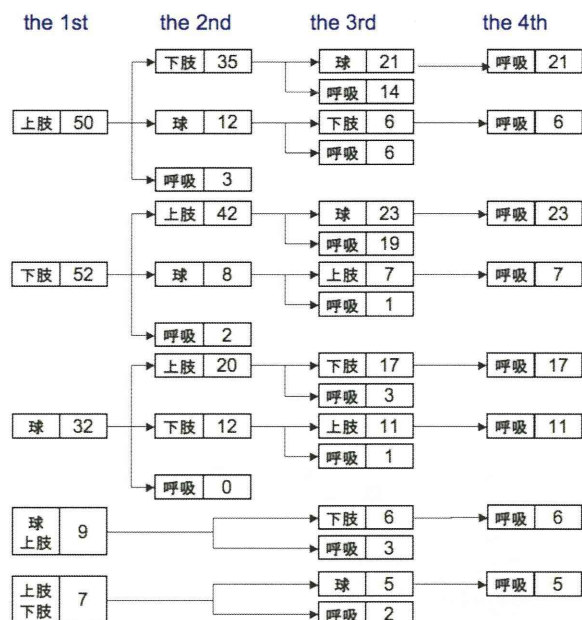 the 1st the 2nd the 3rd the 4th
下肢 35 球 21 呼吸 21
呼吸 14
上肢 50 球 12 下肢 6 呼吸 6
呼吸 6
呼吸 3
上肢 42 球 23 呼吸 23
呼吸 19
下肢 52 球 8 上肢 7 呼吸 7
呼吸 1
呼吸 2
上肢 20 下肢 17 呼吸 17
呼吸 3
球 32 下肢 12 上肢 11 呼吸 11
呼吸 1
呼吸 0
球
上肢 9 下肢 6 呼吸 6
呼吸 3
上肢
下肢 7 球 5 呼吸 5
呼吸 2